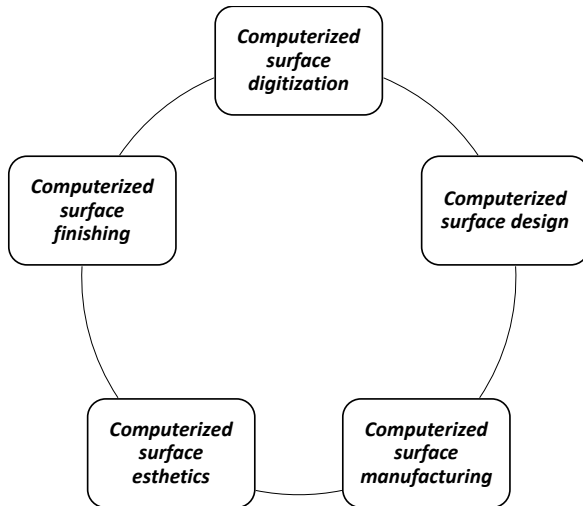 Computerized
surface
digitization
Computerized
surface design
Computerized
surface
manufacturing
Computerized
surface
esthetics
Computerized
surface
finishing